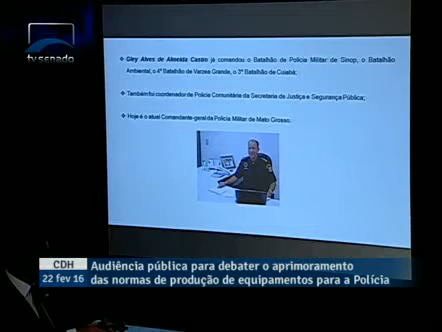 tv senado
❖ Gley Alves de Almeida Castro já comandou o Batalhão de Polícia Militar de Sinop, o Batalhão
Ambiental, o 4º Batalhão de Varzea Grande, o 3º Batalhão de Cuiabá;
❖ Também foi coordenador de Polícia Comunitária da Secretaria de Justiça e Segurança Pública;
❖ Hoje é o atual Comandante-geral da Polícia Militar de Mato Grosso.
CDH
22 fev 16
Audiência pública para debater o aprimoramento
das normas de produção de equipamentos para a Polícia